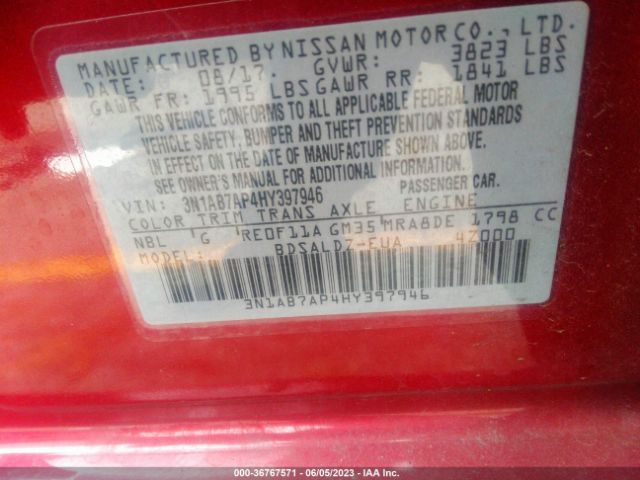 MANUFACTURED BY NISSAN MOTOR CO., LTD.
DATE: 08/17 GVWR: 3823 LBS
GAWR FR: 1995 LBS GAWR RR: 1841 LBS
THIS VEHICLE CONFORMS TO ALL APPLICABLE FEDERAL MOTOR
VEHICLE SAFETY, BUMPER AND THEFT PREVENTION STANDARDS
IN EFFECT ON THE DATE OF MANUFACTURE SHOWN ABOVE.
SEE OWNER'S MANUAL FOR ADDITIONAL INFORMATION.
VIN: 3N1AB7AP4HY397946 PASSENGER CAR.
COLOR TRIM TRANS AXLE ENGINE
NBL G RE0F11A GM35 MRA8DE 1798 CC
MODEL: BDSALDZ-EUA 4Z000
3N1AB7AP4HY397946
000-36767571 | 06/05/2023 | IAA Inc.